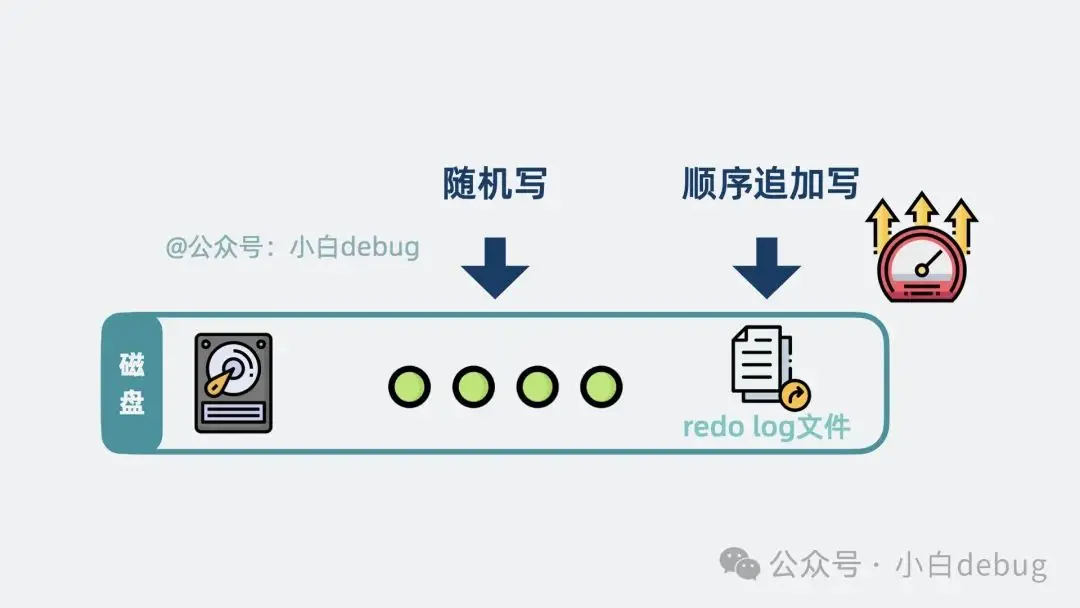 随机写
顺序追加写
@公众号：小白debug
磁
盘
redo log文件
公众号 · 小白debug